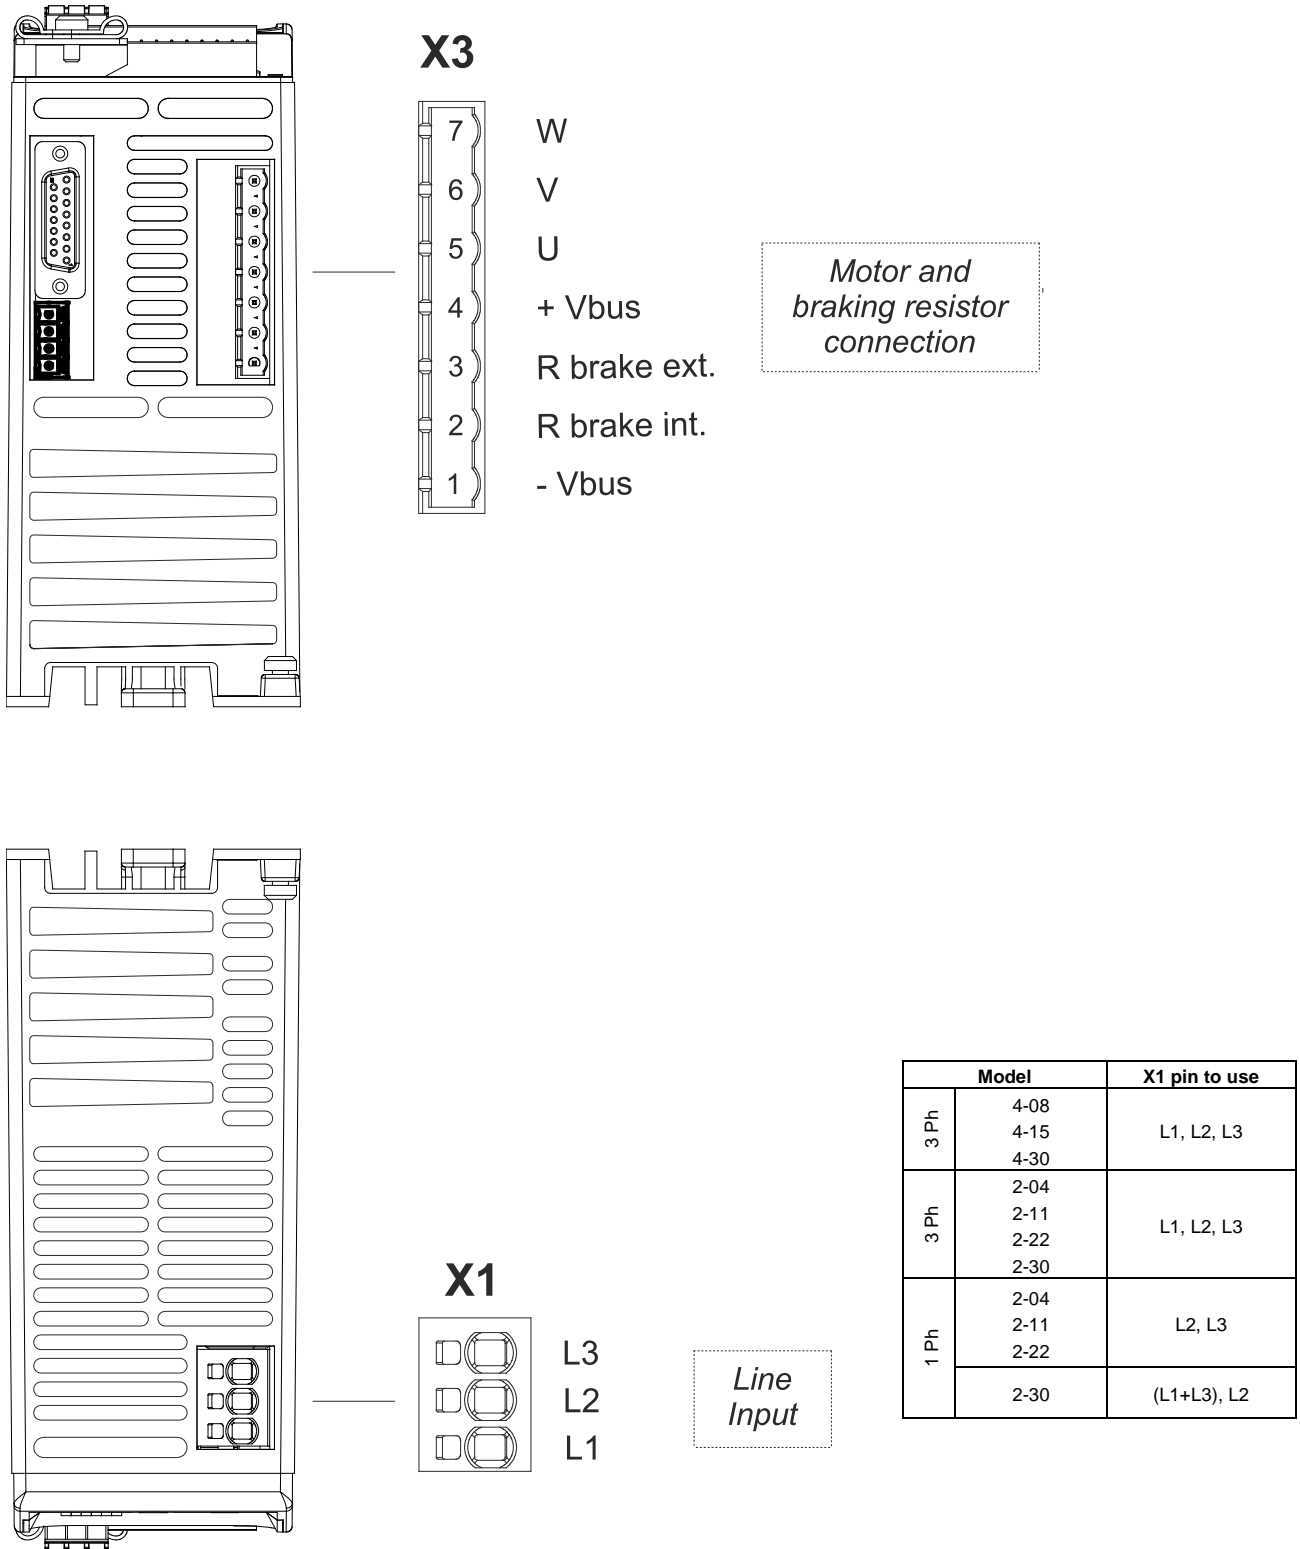 X3
7 W
6 V
5 U
4 + Vbus
3 R brake ext.
2 R brake int.
1 - Vbus
Motor and
braking resistor
connection
X1
L3
L2
L1
Line
Input
Model X1 pin to use
3 Ph
4-08
4-15
4-30
L1, L2, L3
3 Ph
2-04
2-11
2-22
2-30
L1, L2, L3
1 Ph
2-04
2-11
2-22
L2, L3
2-30 (L1+L3), L2